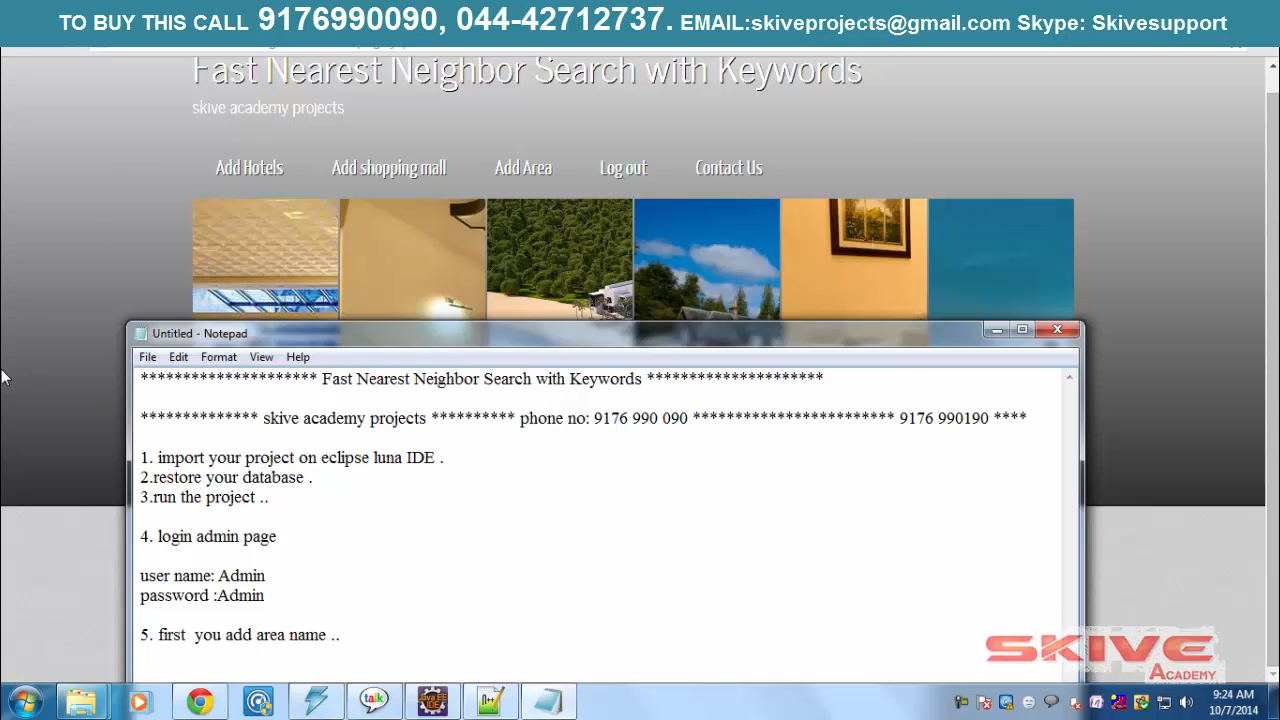 TO BUY THIS CALL 9176990090, 044-42712737. EMAIL:skiveprojects@gmail.com Skype: Skivesupport
Fast Nearest Neighbor Search with Keywords
skive academy projects
Add Hotels Add shopping mall Add Area Log out Contact Us
Untitled - Notepad
File Edit Format View Help
********************* Fast Nearest Neighbor Search with Keywords *********************
************** skive academy projects ********** phone no: 9176 990 090 ************************ 9176 990190 ****
1. import your project on eclipse luna IDE .
2.restore your database .
3.run the project ..
4. login admin page
user name: Admin
password :Admin
5. first  you add area name ..
SKIVE
ACADEMY
talk
Java EE
IDE
9:24 AM
10/7/2014